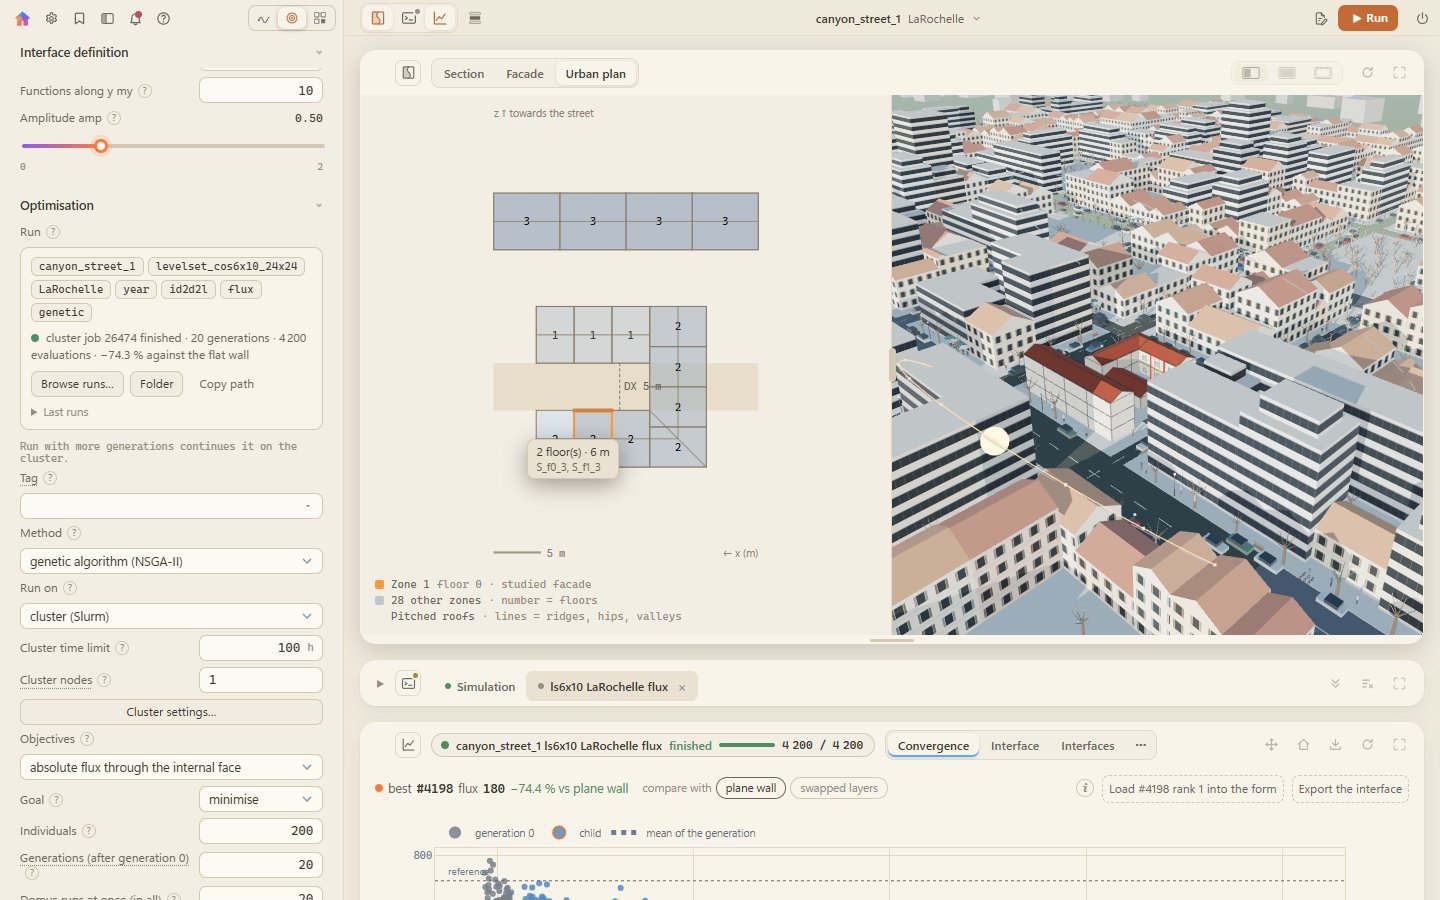 canyon_street_1 LaRochelle
Run
Interface definition
Functions along y my ?
10
Amplitude amp ?
0.50
0
2
Optimisation
Run ?
canyon_street_1
levelset_cos6x10_24x24
LaRochelle
year
id2d2l
flux
genetic
cluster job 26474 finished · 20 generations · 4 200
evaluations · −74.3 % against the flat wall
Browse runs...
Folder
Copy path
Last runs
Run with more generations continues it on the
cluster.
Tag ?
-
Method ?
genetic algorithm (NSGA-II)
Run on ?
cluster (Slurm)
Cluster time limit ?
100 h
Cluster nodes ?
1
Cluster settings...
Objectives ?
absolute flux through the internal face
Goal ?
minimise
Individuals ?
200
Generations (after generation 0)
?
20
Domus runs at once (in all) ?
20
Section
Facade
Urban plan
z ↑ towards the street
3
3
3
3
1
1
1
2
2
DX 5 m
2
2
2
2
2
2 floor(s) · 6 m
S_f0_3, S_f1_3
5 m
← x (m)
Zone 1 floor 0 · studied facade
28 other zones · number = floors
Pitched roofs · lines = ridges, hips, valleys
Simulation
ls6x10 LaRochelle flux ×
canyon_street_1 ls6x10 LaRochelle flux finished 4 200 / 4 200
Convergence
Interface
Interfaces
···
best #4198 flux 180 −74.4 % vs plane wall
compare with
plane wall
swapped layers
i
Load #4198 rank 1 into the form
Export the interface
generation 0
child
mean of the generation
800
reference